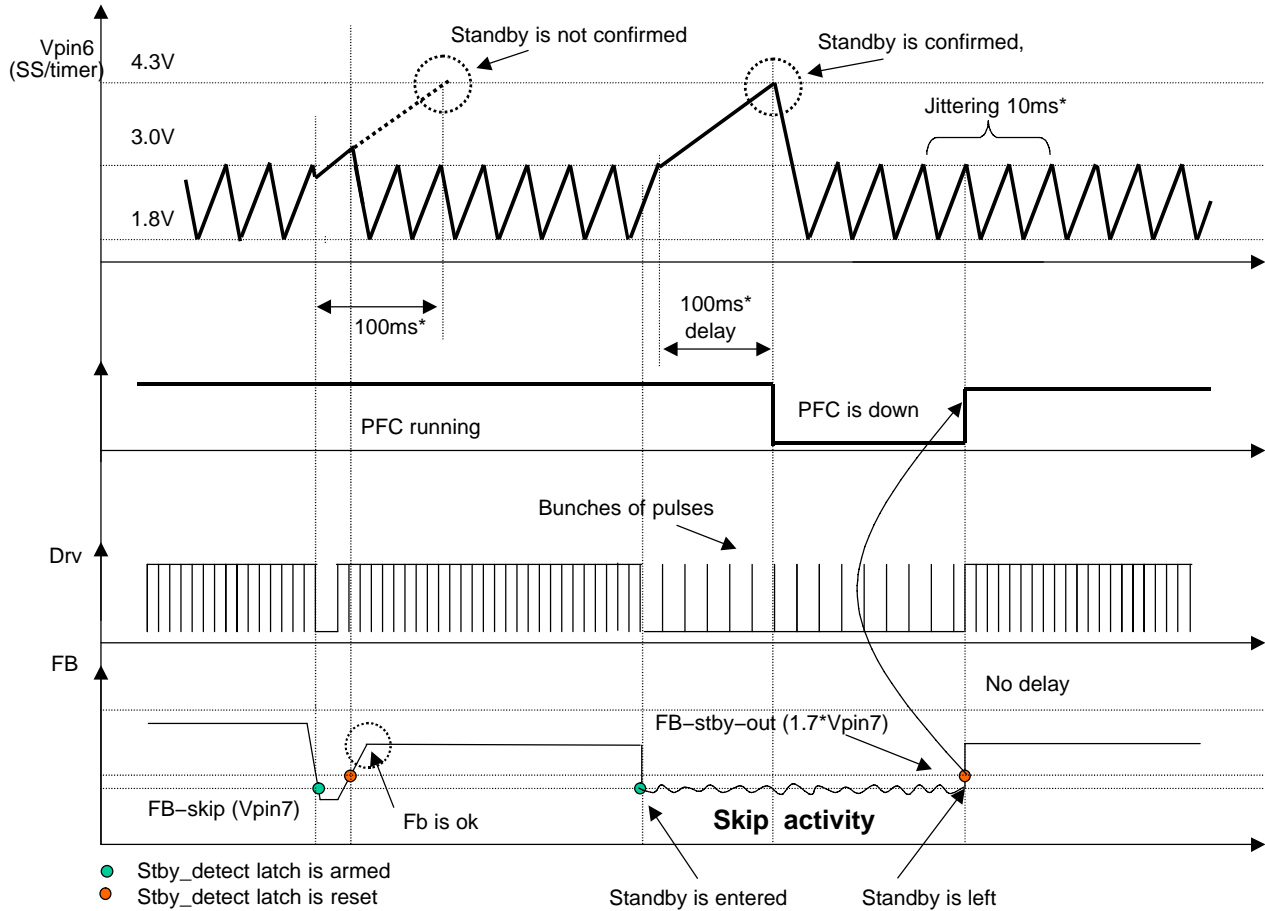 Vpin6
(SS/timer)
4.3V
3.0V
1.8V
Standby is not confirmed
Standby is confirmed,
Jittering 10ms*
100ms*
100ms*
delay
PFC running
PFC is down
Bunches of pulses
Drv
FB
No delay
FB−stby−out (1.7*Vpin7)
FB−skip (Vpin7)
Fb is ok
Skip activity
Stby_detect latch is armed
Stby_detect latch is reset
Standby is entered
Standby is left